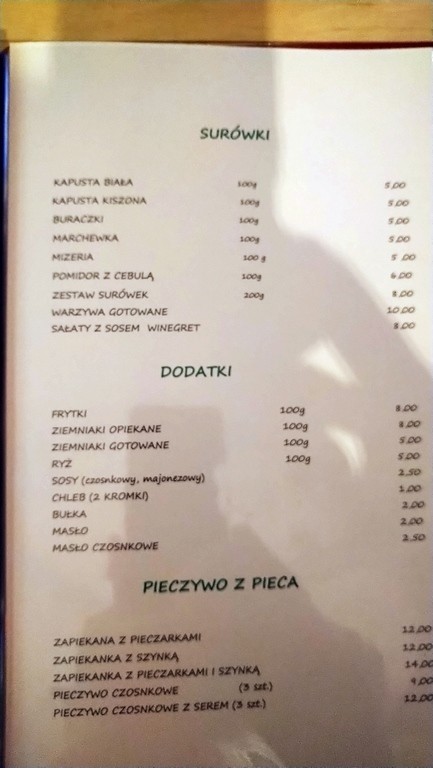 SURÓWKI
KAPUSTA BIAŁA 100g 5,00
KAPUSTA KISZONA 100g 5,00
BURACZKI 100g 5,00
MARCHEWKA 100g 5,00
MIZERIA 100 g 5 ,00
POMIDOR Z CEBULĄ 100g 6,00
ZESTAW SURÓWEK 200g 8,00
WARZYWA GOTOWANE 10,00
SAŁATY Z SOSEM WINEGRET 8,00
DODATKI
FRYTKI 100g 8,00
ZIEMNIAKI OPIEKANE 100g 8,00
ZIEMNIAKI GOTOWANE 100g 5,00
RYŻ 100g 5,00
SOSY (czosnkowy, majonezowy) 2,50
CHLEB (2 KROMKI) 1,00
BUŁKA 2,00
MASŁO 2,00
MASŁO CZOSNKOWE 2,50
PIECZYWO Z PIECA
ZAPIEKANA Z PIECZARKAMI 12,00
ZAPIEKANKA Z SZYNKĄ 12,00
ZAPIEKANKA Z PIECZARKAMI I SZYNKĄ 14,00
PIECZYWO CZOSNKOWE (3 szt.) 9,00
PIECZYWO CZOSNKOWE Z SEREM (3 szt.) 12,00